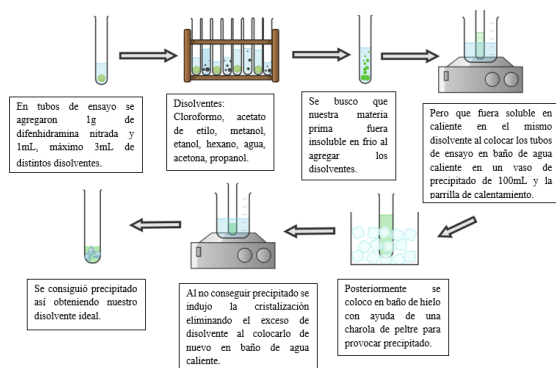 En tubos de ensayo se
agregaron 1g de
difenhidramina nitrada y
1mL, máximo 3mL de
distintos disolventes.
Disolventes:
Cloroformo, acetato
de etilo, metanol,
etanol, hexano, agua,
acetona, propanol.
Se busco que
nuestra materia
prima fuera
insoluble en frio al
agregar los
disolventes.
Pero que fuera soluble en
caliente en el mismo
disolvente al colocar los tubos
de ensayo en baño de agua
caliente en un vaso de
precipitado de 100mL y la
parrilla de calentamiento.
Posteriormente se
coloco en baño de hielo
con ayuda de una
charola de peltre para
provocar precipitado.
Al no conseguir precipitado se
indujo la cristalización
eliminando el exceso de
disolvente al colocarlo de
nuevo en baño de agua
caliente.
Se consiguió precipitado
así obteniendo nuestro
disolvente ideal.